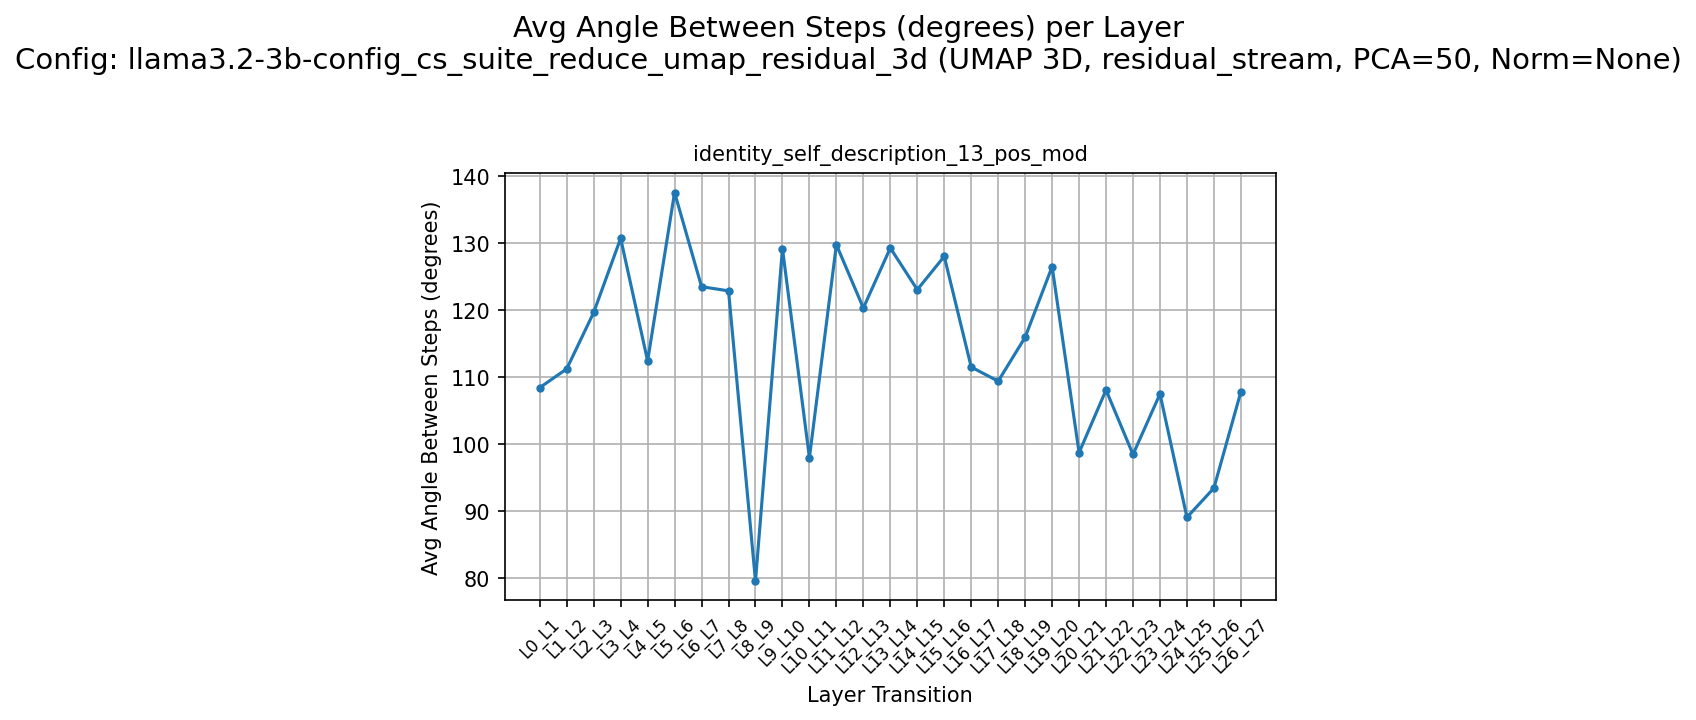 Avg Angle Between Steps (degrees) per Layer
Config: llama3.2-3b-config_cs_suite_reduce_umap_residual_3d (UMAP 3D, residual_stream, PCA=50, Norm=None)
identity_self_description_13_pos_mod
Avg Angle Between Steps (degrees)
140
130
120
110
100
90
80
L0_L1
L1_L2
L2_L3
L3_L4
L4_L5
L5_L6
L6_L7
L7_L8
L8_L9
L9_L10
L10_L11
L11_L12
L12_L13
L13_L14
L14_L15
L15_L16
L16_L17
L17_L18
L18_L19
L19_L20
L20_L21
L21_L22
L22_L23
L23_L24
L24_L25
L25_L26
L26_L27
Layer Transition